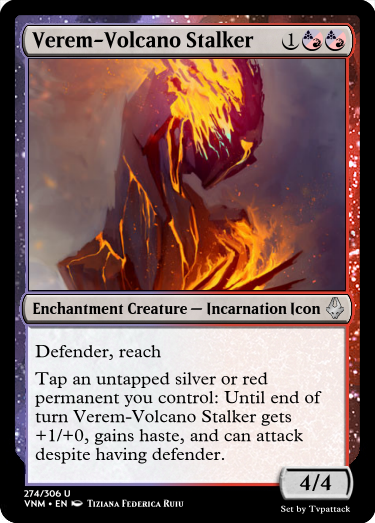 Verem-Volcano Stalker 1
Enchantment Creature — Incarnation Icon
Defender, reach
Tap an untapped silver or red
permanent you control: Until end of
turn Verem-Volcano Stalker gets
+1/+0, gains haste, and can attack
despite having defender.
4/4
274/306 U
VNM • EN Tiziana Federica Ruiu
Set by Tvpattack